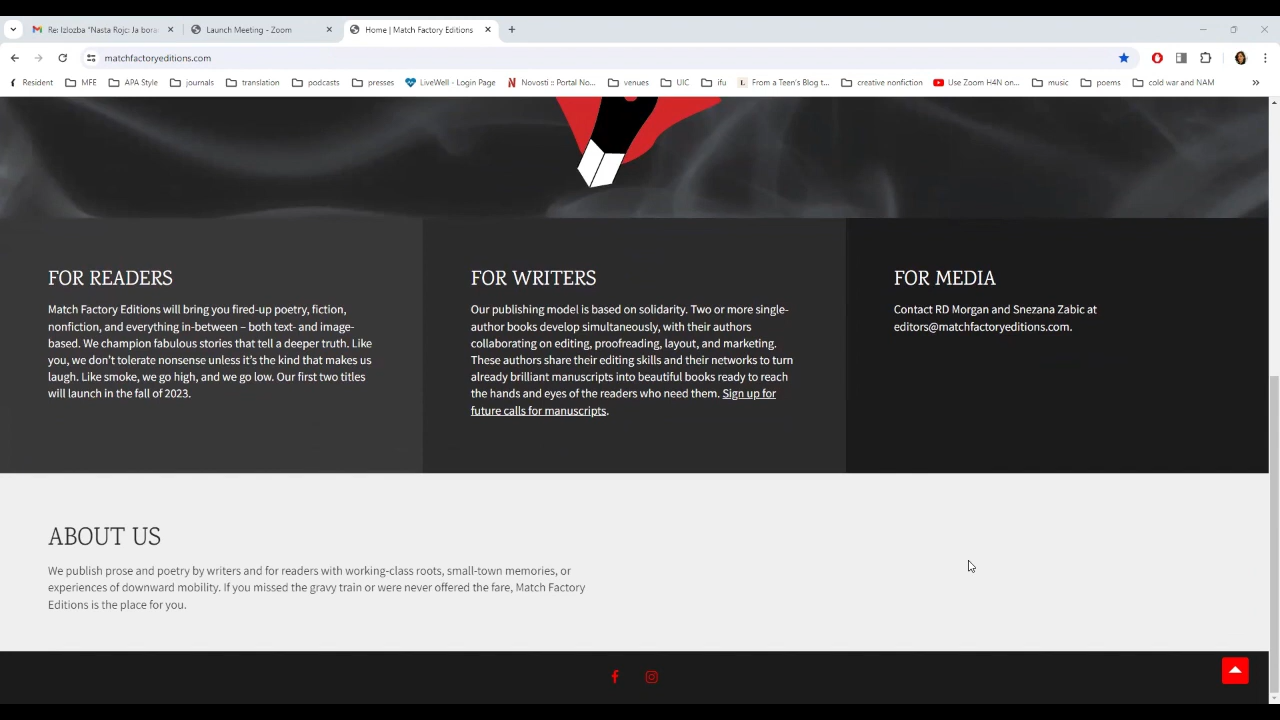 Re: Izlozba "Nasta Rojc: Ja bora
Launch Meeting - Zoom
Home | Match Factory Editions
matchfactoryeditions.com
Resident
MFE
APA Style
journals
translation
podcasts
presses
LiveWell - Login Page
Novosti :: Portal No...
venues
UIC
ifu
From a Teen's Blog t...
creative nonfiction
Use Zoom H4N on...
music
poems
cold war and NAM
FOR READERS
Match Factory Editions will bring you fired-up poetry, fiction,
nonfiction, and everything in-between – both text- and image-
based. We champion fabulous stories that tell a deeper truth. Like
you, we don't tolerate nonsense unless it's the kind that makes us
laugh. Like smoke, we go high, and we go low. Our first two titles
will launch in the fall of 2023.
FOR WRITERS
Our publishing model is based on solidarity. Two or more single-
author books develop simultaneously, with their authors
collaborating on editing, proofreading, layout, and marketing.
These authors share their editing skills and their networks to turn
already brilliant manuscripts into beautiful books ready to reach
the hands and eyes of the readers who need them. Sign up for
future calls for manuscripts.
FOR MEDIA
Contact RD Morgan and Snezana Zabic at
editors@matchfactoryeditions.com.
ABOUT US
We publish prose and poetry by writers and for readers with working-class roots, small-town memories, or
experiences of downward mobility. If you missed the gravy train or were never offered the fare, Match Factory
Editions is the place for you.